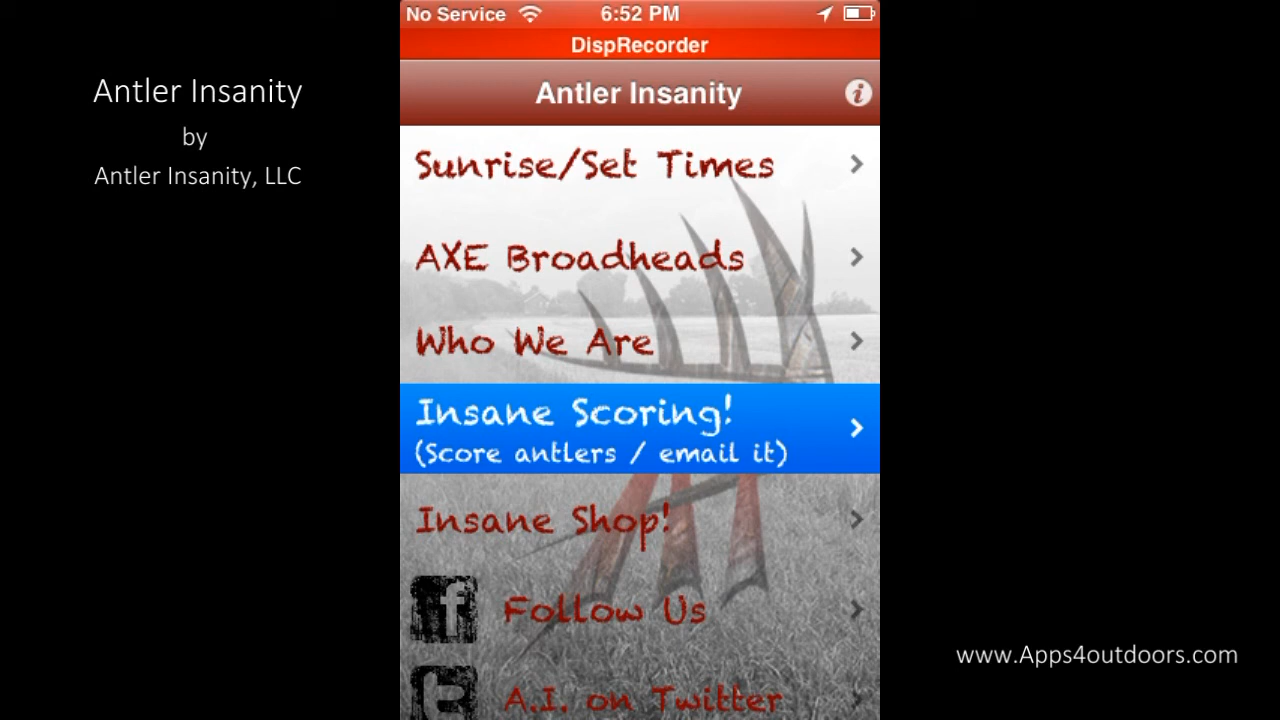 Antler Insanity
by
Antler Insanity, LLC
No Service 6:52 PM
DispRecorder
Antler Insanity
Sunrise/Set Times
AXE Broadheads
Who We Are
Insane Scoring!
(Score antlers / email it)
Insane Shop!
Follow Us
A.I. on Twitter
www.Apps4outdoors.com